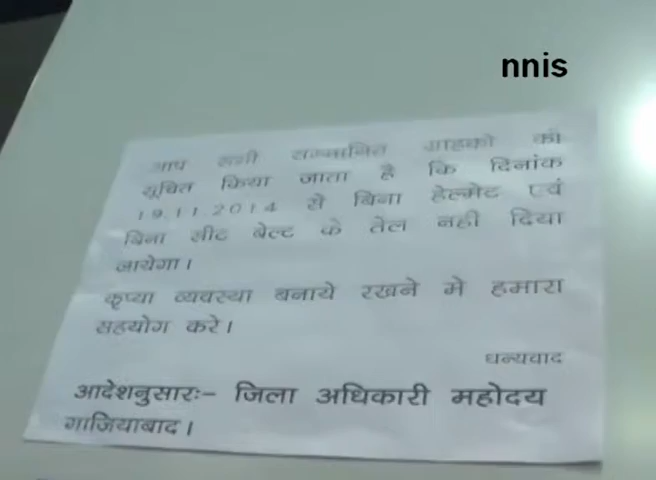 nnis
आप सभी सम्मानित ग्राहको को
सूचित किया जाता है कि दिनांक
19.11.2014 से बिना हेल्मेट एवं
बिना सीट बेल्ट के तेल नही दिया
जायेगा।
कृप्या व्यवस्था बनाये रखने मे हमारा
सहयोग करे।
धन्यवाद
आदेशनुसारः– जिला अधिकारी महोदय
गाजियाबाद।